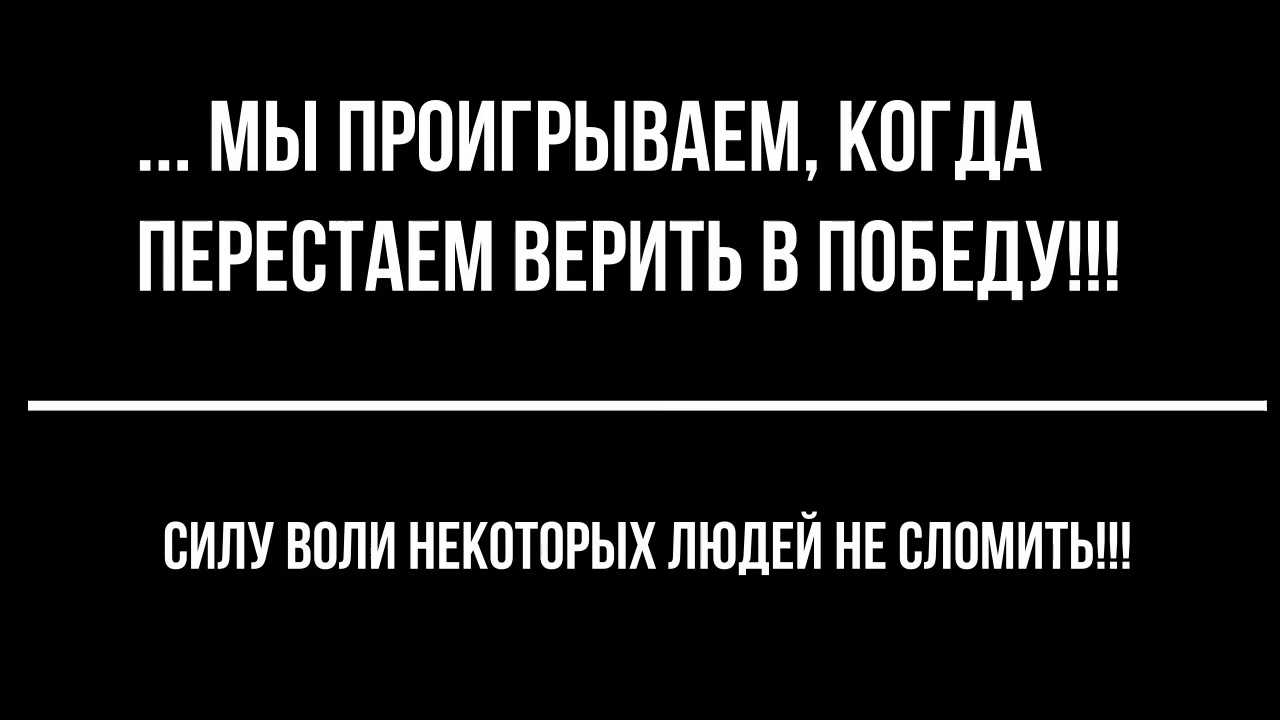 ... МЫ ПРОИГРЫВАЕМ, КОГДА
ПЕРЕСТАЕМ ВЕРИТЬ В ПОБЕДУ!!!
СИЛУ ВОЛИ НЕКОТОРЫХ ЛЮДЕЙ НЕ СЛОМИТЬ!!!